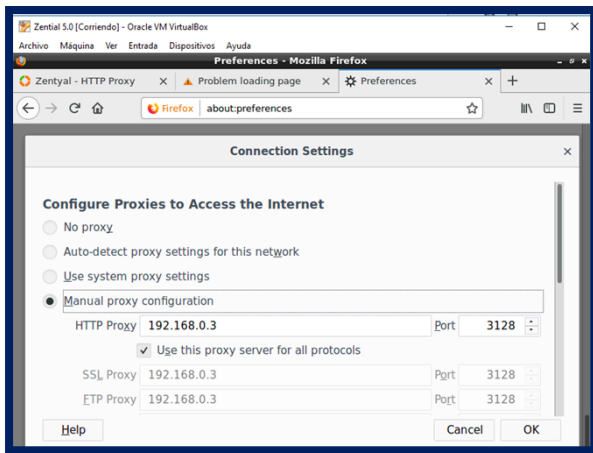 Zential 5.0 [Corriendo] - Oracle VM VirtualBox
Archivo Máquina Ver Entrada Dispositivos Ayuda
Preferences - Mozilla Firefox
Zentyal - HTTP Proxy Problem loading page Preferences
Firefox about:preferences
Connection Settings
Configure Proxies to Access the Internet
No proxy
Auto-detect proxy settings for this network
Use system proxy settings
Manual proxy configuration
HTTP Proxy 192.168.0.3 Port 3128
Use this proxy server for all protocols
SSL Proxy 192.168.0.3 Port 3128
FTP Proxy 192.168.0.3 Port 3128
Help Cancel OK